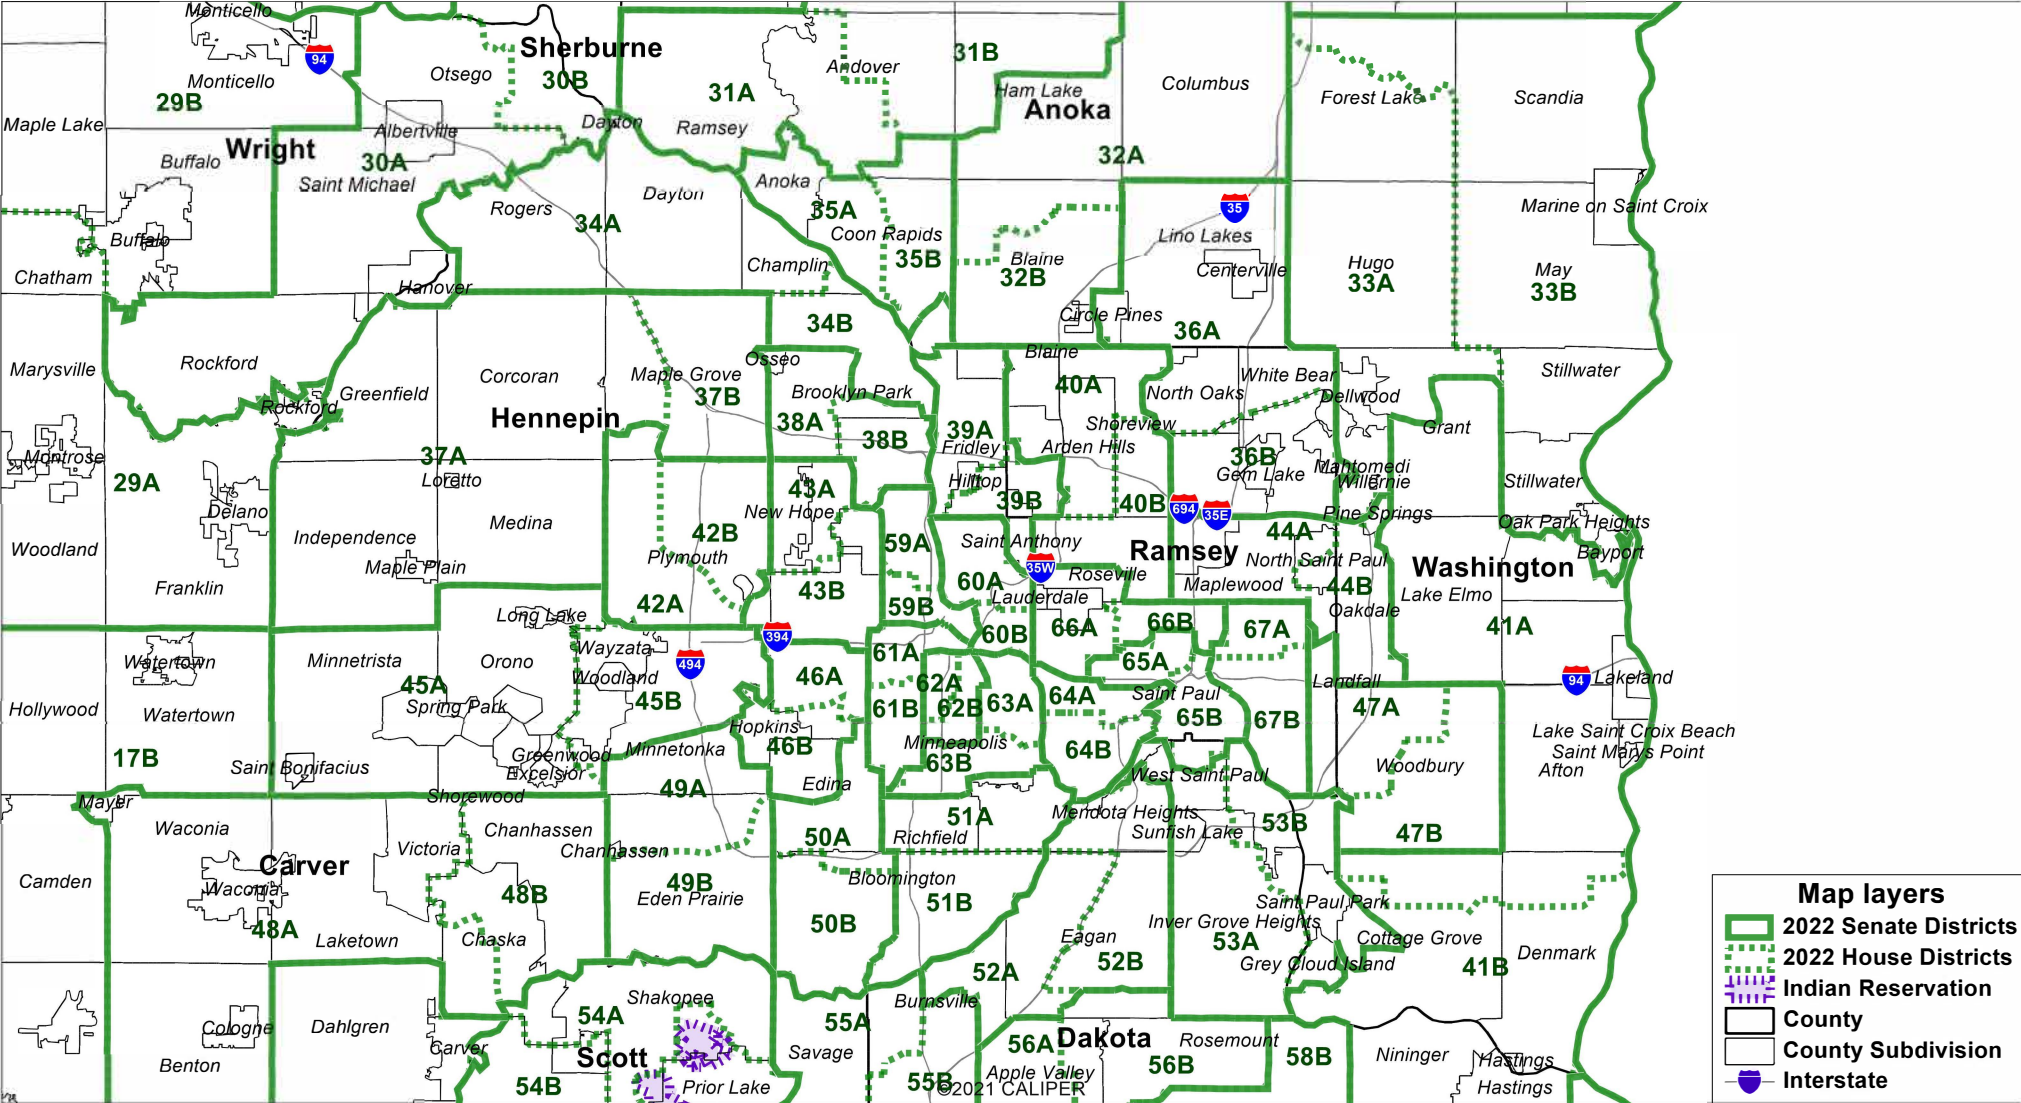 Monticello
94
Sherburne
31B
Otsego
30B
Andover
Monticello
29B
31A
Ham Lake
Anoka
Columbus
Forest Lake
Scandia
Maple Lake
Albertville
Dayton
Ramsey
Wright
Buffalo
30A
Saint Michael
32A
Dayton
Anoka
Rogers
34A
35A
35
Marine on Saint Croix
Coon Rapids
Lino Lakes
Buffalo
35B
Blaine
32B
Centerville
Hugo
33A
May
33B
Chatham
Hanover
Champlin
Circle Pines
36A
34B
Marysville
Rockford
Greenfield
Corcoran
Maple Grove
37B
Osseo
Blaine
40A
White Bear
Stillwater
Brooklyn Park
North Oaks
Dellwood
Rockford
Hennepin
38A
38B
39A
Fridley
Shoreview
Arden Hills
Grant
Montrose
29A
37A
Loretto
43A
New Hope
Hilltop
39B
36B
Gem Lake
Mahtomedi
Willernie
Stillwater
Delano
40B
694
35E
Pine Springs
Oak Park Heights
Medina
Independence
Maple Plain
42B
Plymouth
59A
Saint Anthony
35W
Ramsey
44A
North Saint Paul
Washington
Bayport
Woodland
Franklin
42A
43B
59B
60A
Lauderdale
Roseville
Maplewood
44B
Oakdale
Lake Elmo
41A
Long Lake
394
60B
66A
66B
67A
Watertown
Minnetrista
Orono
Wayzata
494
61A
65A
45A
Spring Park
Woodland
45B
46A
62A
63A
64A
Saint Paul
Landfall
94
Lakeland
Hollywood
Watertown
61B
62B
65B
67B
47A
17B
Saint Bonifacius
Greenwood
Excelsior
Minnetonka
Hopkins
46B
Minneapolis
63B
64B
Lake Saint Croix Beach
Saint Marys Point
Afton
Woodbury
West Saint Paul
Mayer
Shorewood
49A
Edina
Mendota Heights
Sunfish Lake
53B
47B
Waconia
Victoria
Chanhassen
Chanhassen
50A
51A
Richfield
Carver
Camden
Waconia
48A
48B
49B
Eden Prairie
Bloomington
51B
50B
Saint Paul Park
Laketown
Chaska
Eagan
52B
Inver Grove Heights
53A
Cottage Grove
Denmark
52A
Grey Cloud Island
41B
Shakopee
54A
Burnsville
Cologne
Dahlgren
Carver
Scott
55A
Savage
56A
Dakota
Rosemount
56B
58B
Nininger
Hastings
Benton
54B
Prior Lake
55B
Apple Valley
©2021 CALIPER
Hastings
Map layers
2022 Senate Districts
2022 House Districts
Indian Reservation
County
County Subdivision
Interstate